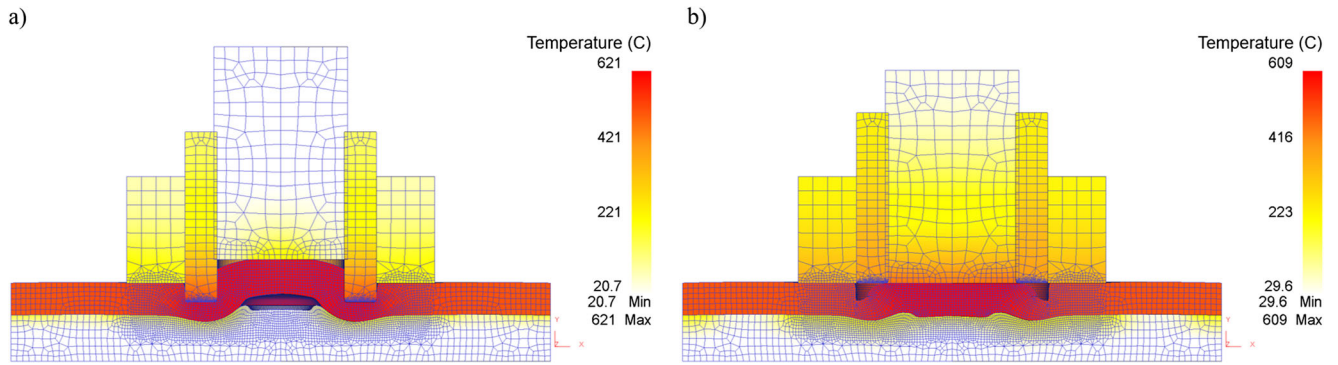 a)
Temperature (C)
621
421
221
20.7
20.7 Min
621 Max
Y
Z X
b)
Temperature (C)
609
416
223
29.6
29.6 Min
609 Max
Y
Z X